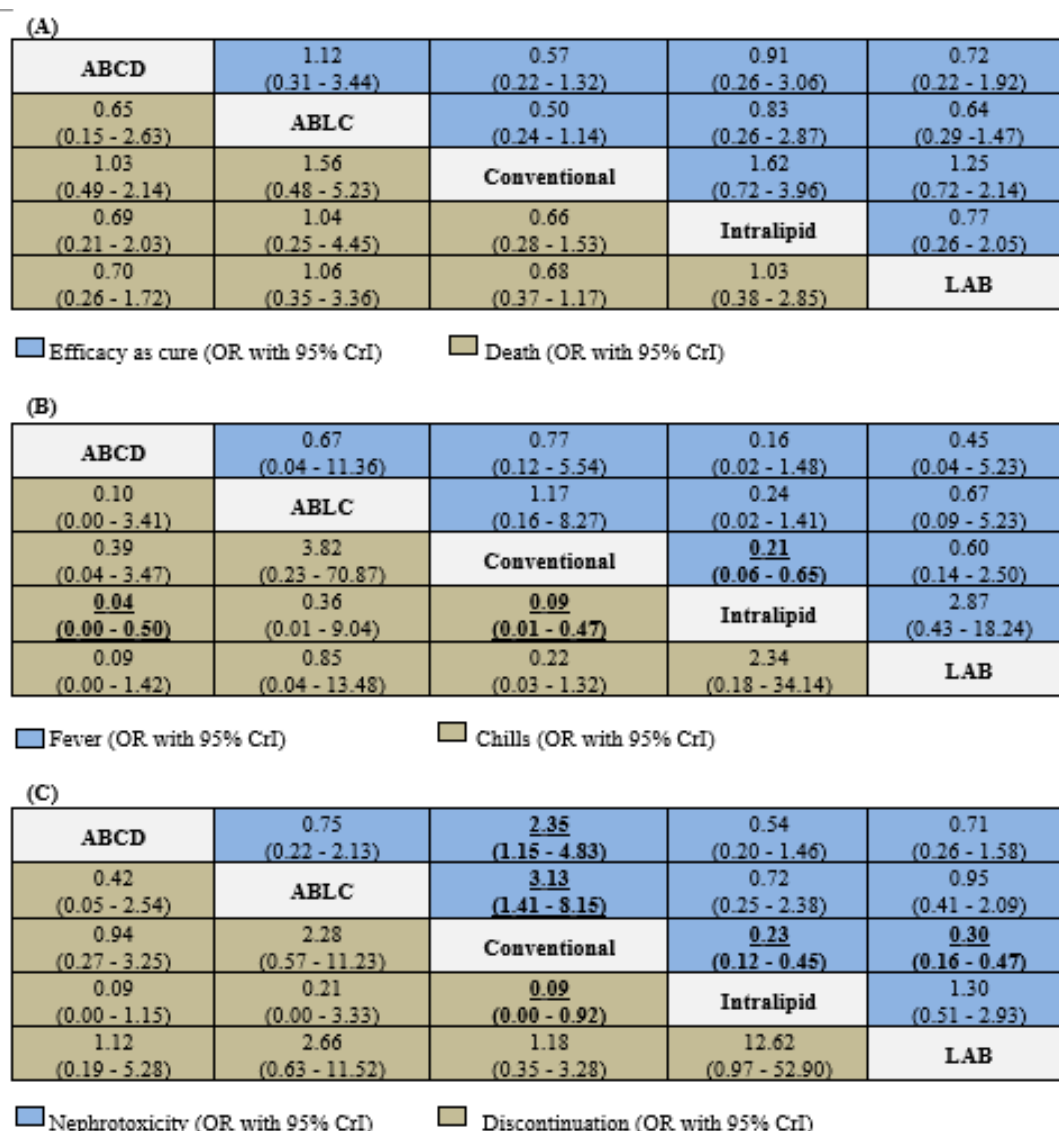 (A)
ABCD 1.12 0.57 0.91 0.72
(0.31 - 3.44) (0.22 - 1.32) (0.26 - 3.06) (0.22 - 1.92)
0.65 ABLC 0.50 0.83 0.64
(0.15 - 2.63) (0.24 - 1.14) (0.26 - 2.87) (0.29 -1.47)
1.03 1.56 Conventional 1.62 1.25
(0.49 - 2.14) (0.48 - 5.23) (0.72 - 3.96) (0.72 - 2.14)
0.69 1.04 0.66 Intralipid 0.77
(0.21 - 2.03) (0.25 - 4.45) (0.28 - 1.53) (0.26 - 2.05)
0.70 1.06 0.68 1.03 LAB
(0.26 - 1.72) (0.35 - 3.36) (0.37 - 1.17) (0.38 - 2.85)
Efficacy as cure (OR with 95% CrI) Death (OR with 95% CrI)
(B)
ABCD 0.67 0.77 0.16 0.45
(0.04 - 11.36) (0.12 - 5.54) (0.02 - 1.48) (0.04 - 5.23)
0.10 ABLC 1.17 0.24 0.67
(0.00 - 3.41) (0.16 - 8.27) (0.02 - 1.41) (0.09 - 5.23)
0.39 3.82 Conventional 0.21 0.60
(0.04 - 3.47) (0.23 - 70.87) (0.06 - 0.65) (0.14 - 2.50)
0.04 0.36 0.09 Intralipid 2.87
(0.00 - 0.50) (0.01 - 9.04) (0.01 - 0.47) (0.43 - 18.24)
0.09 0.85 0.22 2.34 LAB
(0.00 - 1.42) (0.04 - 13.48) (0.03 - 1.32) (0.18 - 34.14)
Fever (OR with 95% CrI) Chills (OR with 95% CrI)
(C)
ABCD 0.75 2.35 0.54 0.71
(0.22 - 2.13) (1.15 - 4.83) (0.20 - 1.46) (0.26 - 1.58)
0.42 ABLC 3.13 0.72 0.95
(0.05 - 2.54) (1.41 - 8.15) (0.25 - 2.38) (0.41 - 2.09)
0.94 2.28 Conventional 0.23 0.30
(0.27 - 3.25) (0.57 - 11.23) (0.12 - 0.45) (0.16 - 0.47)
0.09 0.21 0.09 Intralipid 1.30
(0.00 - 1.15) (0.00 - 3.33) (0.00 - 0.92) (0.51 - 2.93)
1.12 2.66 1.18 12.62 LAB
(0.19 - 5.28) (0.63 - 11.52) (0.35 - 3.28) (0.97 - 52.90)
Nephrotoxicity (OR with 95% CrI) Discontinuation (OR with 95% CrI)